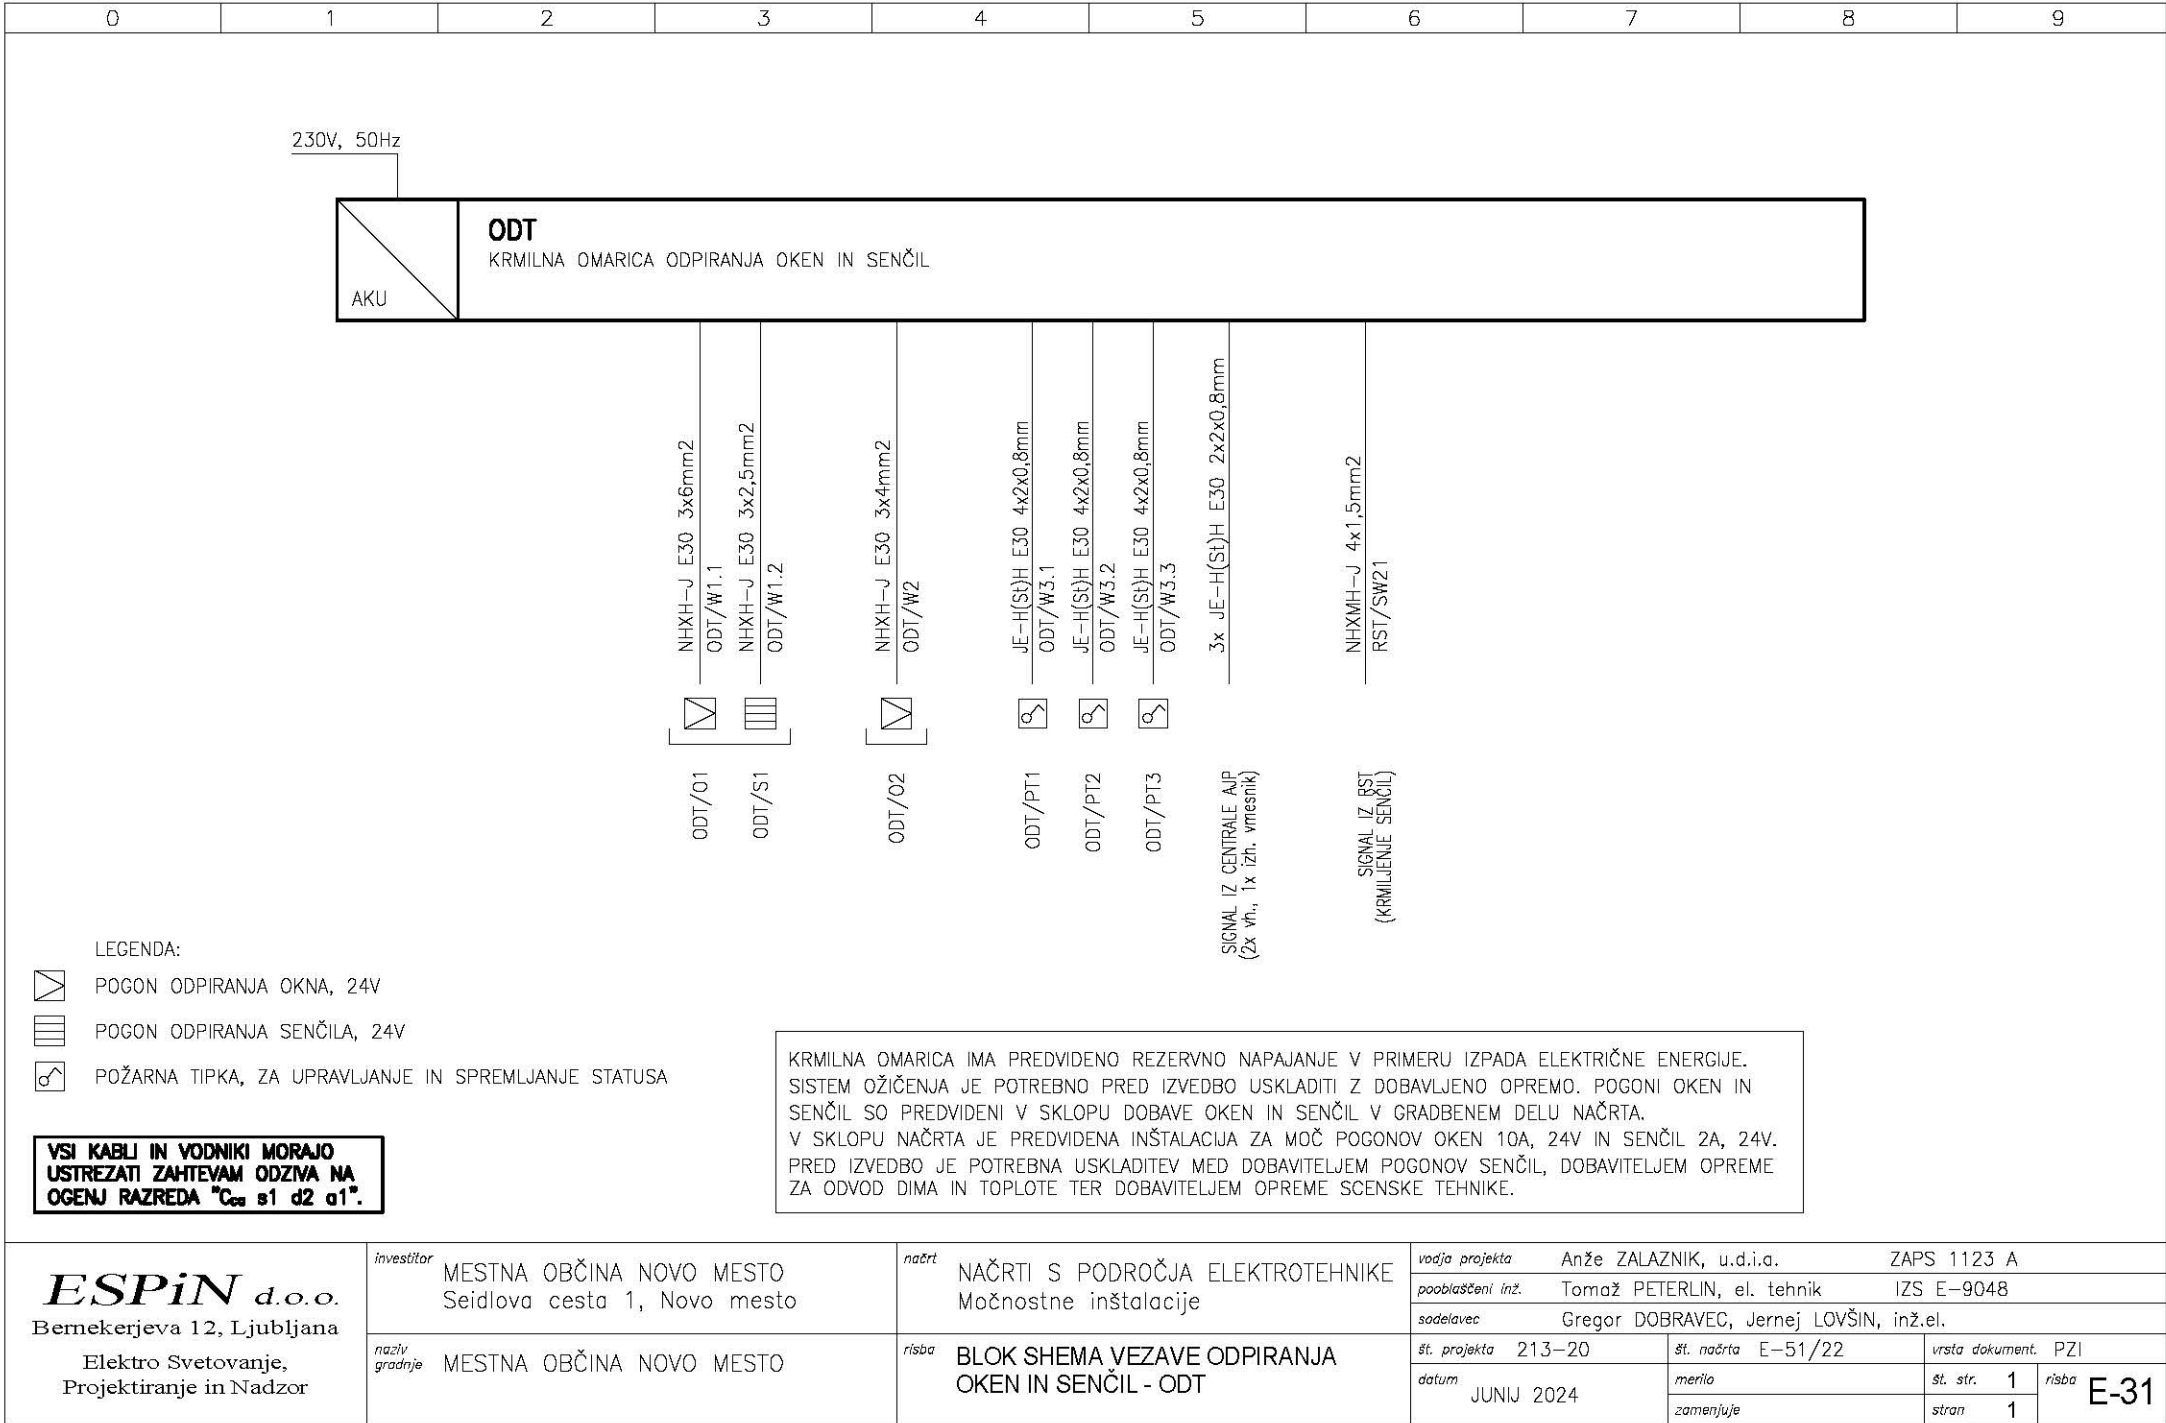 0 1 2 3 4 5 6 7 8 9
230V, 50Hz
ODT
KRMILNA OMARICA ODPIRANJA OKEN IN SENČIL
AKU
NHXH-J E30 3x6mm2
ODT/W1.1
NHXH-J E30 3x2,5mm2
ODT/W1.2
NHXH-J E30 3x4mm2
ODT/W2
JE-H(St)H E30 4x2x0,8mm
ODT/W3.1
JE-H(St)H E30 4x2x0,8mm
ODT/W3.2
JE-H(St)H E30 4x2x0,8mm
ODT/W3.3
3x JE-H(St)H E30 2x2x0,8mm
NHXMH-J 4x1,5mm2
RST/SW21
ODT/O1
ODT/S1
ODT/O2
ODT/PT1
ODT/PT2
ODT/PT3
SIGNAL IZ CENTRALE AJP
(2x vh., 1x izh. vmesnik)
SIGNAL IZ RST
(KRMILJENJE SENČIL)
LEGENDA:
POGON ODPIRANJA OKNA, 24V
POGON ODPIRANJA SENČILA, 24V
POŽARNA TIPKA, ZA UPRAVLJANJE IN SPREMLJANJE STATUSA
VSI KABLI IN VODNIKI MORAJO
USTREZATI ZAHTEVAM ODZIVA NA
OGENJ RAZREDA "Cca s1 d2 a1".
KRMILNA OMARICA IMA PREDVIDENO REZERVNO NAPAJANJE V PRIMERU IZPADA ELEKTRIČNE ENERGIJE.
SISTEM OŽIČENJA JE POTREBNO PRED IZVEDBO USKLADITI Z DOBAVLJENO OPREMO. POGONI OKEN IN
SENČIL SO PREDVIDENI V SKLOPU DOBAVE OKEN IN SENČIL V GRADBENEM DELU NAČRTA.
V SKLOPU NAČRTA JE PREDVIDENA INŠTALACIJA ZA MOČ POGONOV OKEN 10A, 24V IN SENČIL 2A, 24V.
PRED IZVEDBO JE POTREBNA USKLADITEV MED DOBAVITELJEM POGONOV SENČIL, DOBAVITELJEM OPREME
ZA ODVOD DIMA IN TOPLOTE TER DOBAVITELJEM OPREME SCENSKE TEHNIKE.
ESPiN d.o.o.
Bernekerjeva 12, Ljubljana
Elektro Svetovanje,
Projektiranje in Nadzor
investitor MESTNA OBČINA NOVO MESTO
Seidlova cesta 1, Novo mesto
naziv gradnje MESTNA OBČINA NOVO MESTO
načrt NAČRTI S PODROČJA ELEKTROTEHNIKE
Močnostne inštalacije
risba BLOK SHEMA VEZAVE ODPIRANJA
OKEN IN SENČIL - ODT
vodja projekta Anže ZALAZNIK, u.d.i.a. ZAPS 1123 A
pooblaščeni inž. Tomaž PETERLIN, el. tehnik IZS E-9048
sodelavec Gregor DOBRAVEC, Jernej LOVŠIN, inž.el.
št. projekta 213-20 št. načrta E-51/22 vrsta dokument. PZI
datum JUNIJ 2024 merilo št. str. 1 risba E-31
zamenjuje stran 1